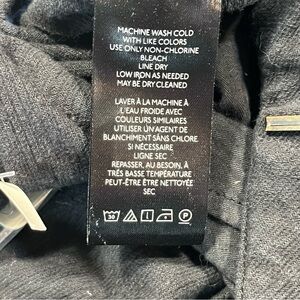 MACHINE WASH COLD
WITH LIKE COLORS
USE ONLY NON-CHLORINE
BLEACH
LINE DRY
LOW IRON AS NEEDED
MAY BE DRY CLEANED
LAVER À LA MACHINE À
L'EAU FROIDE AVEC
COULEURS SIMILAIRES
UTILISER UN AGENT DE
BLANCHIMENT SANS CHLORE
SI NÉCESSAIRE
LIGNE SEC
REPASSER, AU BESOIN, À
TRÈS BASSE TEMPÉRATURE
PEUT-ÊTRE ÊTRE NETTOYÉE
SEC
30
P